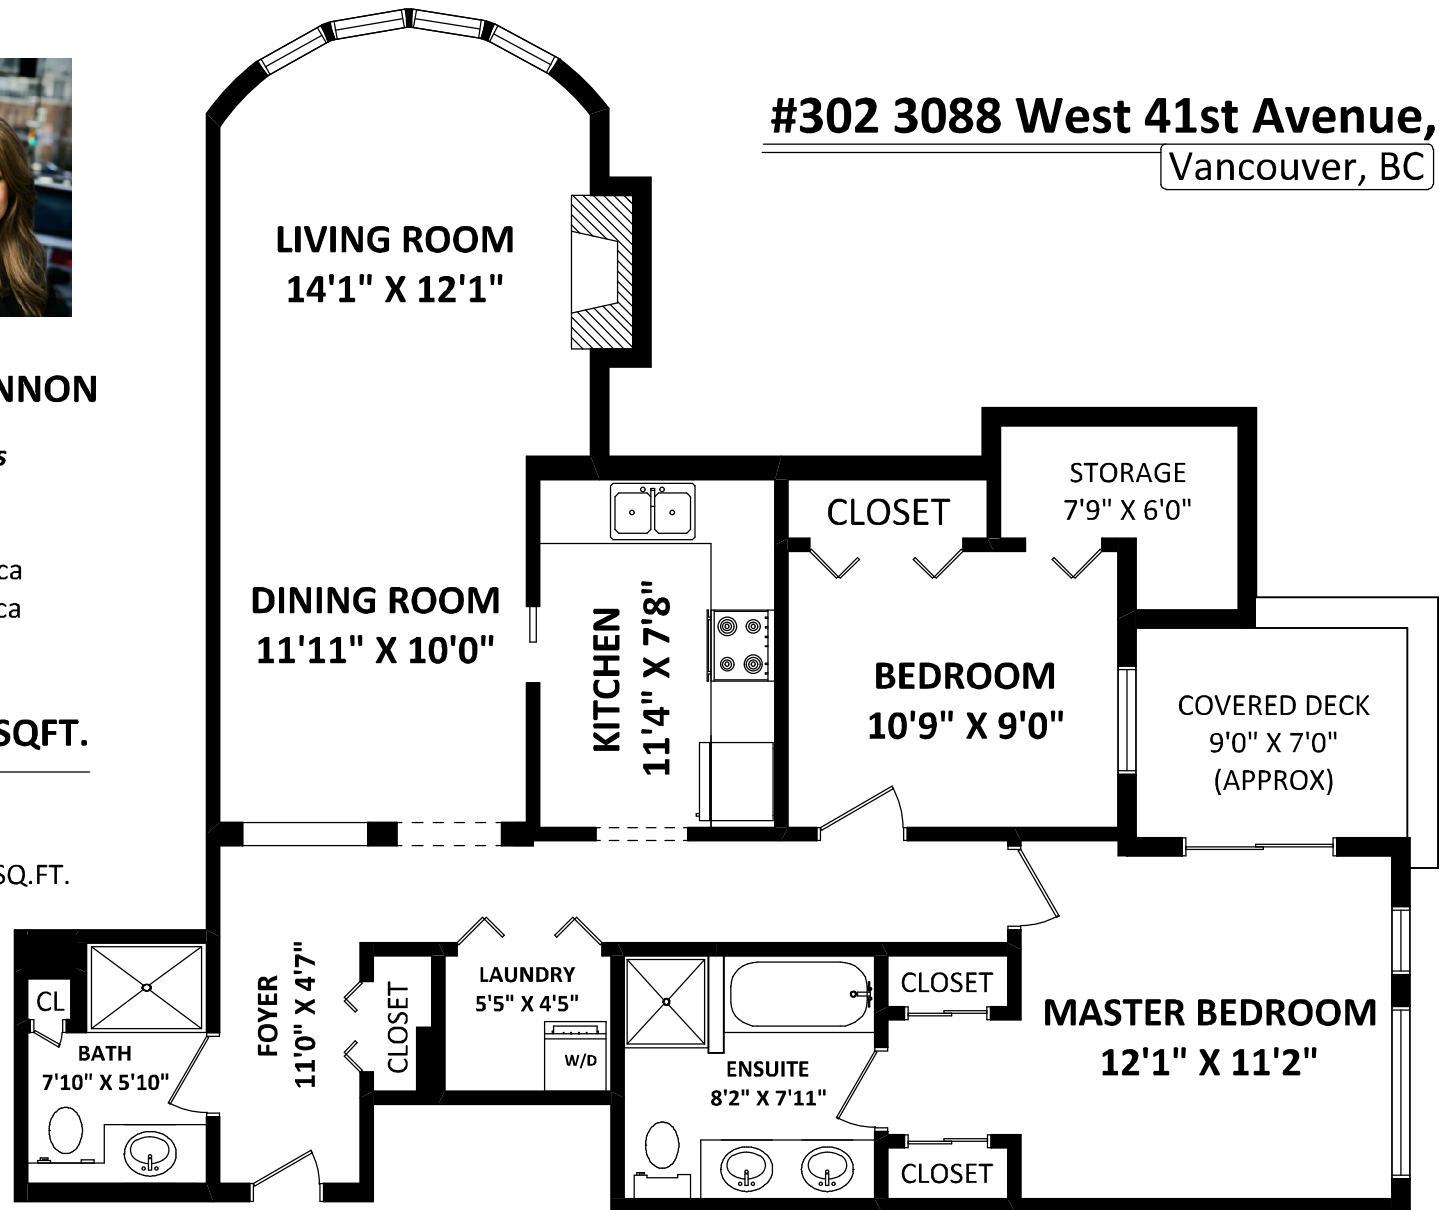 #302 3088 West 41st Avenue,
Vancouver, BC
LIVING ROOM
14'1" X 12'1"
STORAGE
7'9" X 6'0"
CLOSET
DINING ROOM
11'11" X 10'0"
KITCHEN
11'4" X 7'8"
BEDROOM
10'9" X 9'0"
COVERED DECK
9'0" X 7'0"
(APPROX)
NNON
s
ca
ca
SQFT.
SQ.FT.
FOYER
11'0" X 4'7"
CLOSET
LAUNDRY
5'5" X 4'5"
W/D
CL
BATH
7'10" X 5'10"
ENSUITE
8'2" X 7'11"
CLOSET
MASTER BEDROOM
12'1" X 11'2"
CLOSET